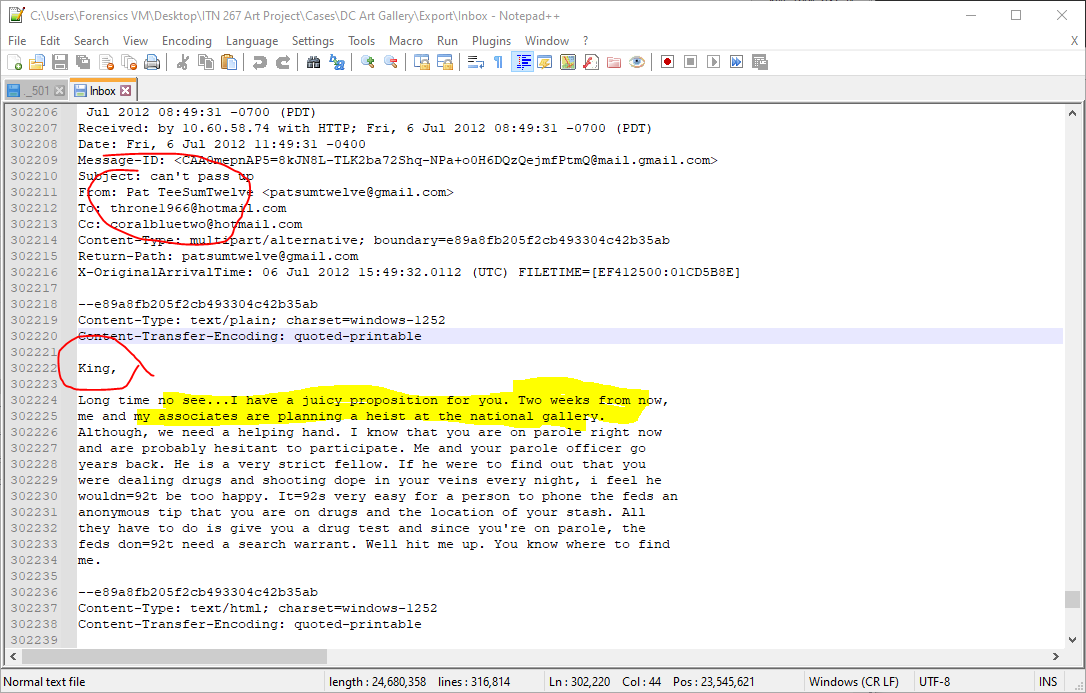 C:\Users\Forensics VM\Desktop\ITN 267 Art Project\Cases\DC Art Gallery\Export\Inbox - Notepad++
File Edit Search View Encoding Language Settings Tools Macro Run Plugins Window ? X
_501 Inbox
302206 Jul 2012 08:49:31 -0700 (PDT)
302207 Received: by 10.60.58.74 with HTTP; Fri, 6 Jul 2012 08:49:31 -0700 (PDT)
302208 Date: Fri, 6 Jul 2012 11:49:31 -0400
302209 Message-ID: <CAA0mepnAP5=8kJN8L-TLK2ba72Shq-NPa+o0H6DQzQejmfPtmQ@mail.gmail.com>
302210 Subject: can't pass up
302211 From: Pat TeeSumTwelve <patsumtwelve@gmail.com>
302212 To: throne1966@hotmail.com
302213 Cc: coralbluetwo@hotmail.com
302214 Content-Type: multipart/alternative; boundary=e89a8fb205f2cb493304c42b35ab
302215 Return-Path: patsumtwelve@gmail.com
302216 X-OriginalArrivalTime: 06 Jul 2012 15:49:32.0112 (UTC) FILETIME=[EF412500:01CD5B8E]
302217
302218 --e89a8fb205f2cb493304c42b35ab
302219 Content-Type: text/plain; charset=windows-1252
302220 Content-Transfer-Encoding: quoted-printable
302221
302222 King,
302223
302224 Long time no see...I have a juicy proposition for you. Two weeks from now,
302225 me and my associates are planning a heist at the national gallery.
302226 Although, we need a helping hand. I know that you are on parole right now
302227 and are probably hesitant to participate. Me and your parole officer go
302228 years back. He is a very strict fellow. If he were to find out that you
302229 were dealing drugs and shooting dope in your veins every night, i feel he
302230 wouldn=92t be too happy. It=92s very easy for a person to phone the feds an
302231 anonymous tip that you are on drugs and the location of your stash. All
302232 they have to do is give you a drug test and since you're on parole, the
302233 feds don=92t need a search warrant. Well hit me up. You know where to find
302234 me.
302235
302236 --e89a8fb205f2cb493304c42b35ab
302237 Content-Type: text/html; charset=windows-1252
302238 Content-Transfer-Encoding: quoted-printable
302239
Normal text file length : 24,680,358 lines : 316,814 Ln : 302,220 Col : 44 Pos : 23,545,621 Windows (CR LF) UTF-8 INS